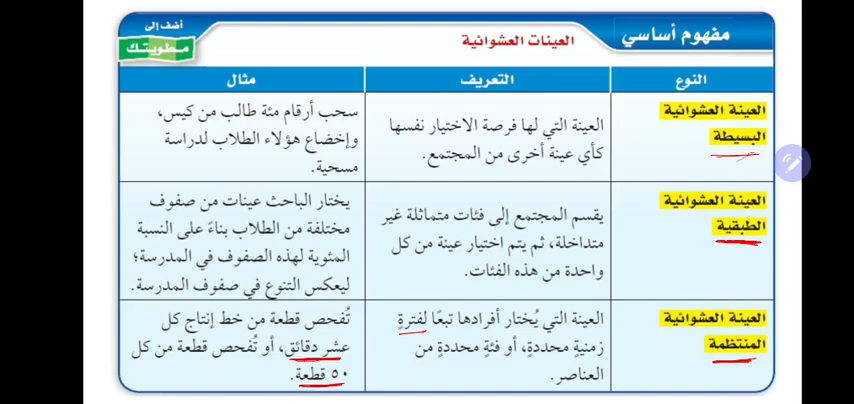 أضف إلى
مطويتك
مفهوم أساسي
العينات العشوائية
النوع
التعريف
مثال
العينة العشوائية
البسيطة
العينة التي لها فرصة الاختيار نفسها
كأي عينة أخرى من المجتمع.
سحب أرقام مئة طالب من كيس،
وإخضاع هؤلاء الطلاب لدراسة
مسحية.
العينة العشوائية
الطبقية
يقسم المجتمع إلى فئات متماثلة غير
متداخلة، ثم يتم اختيار عينة من كل
واحدة من هذه الفئات.
يختار الباحث عينات من صفوف
مختلفة من الطلاب بناءً على النسبة
المئوية لهذه الصفوف في المدرسة؛
ليعكس التنوع في صفوف المدرسة.
العينة العشوائية
المنتظمة
العينة التي يُختار أفرادها تبعًا لفترةٍ
زمنيةٍ محددةٍ، أو فئةٍ محددةٍ من
العناصر.
تُفحص قطعة من خط إنتاج كل
عشر دقائق، أو تُفحص قطعة من كل
٥٠ قطعة.